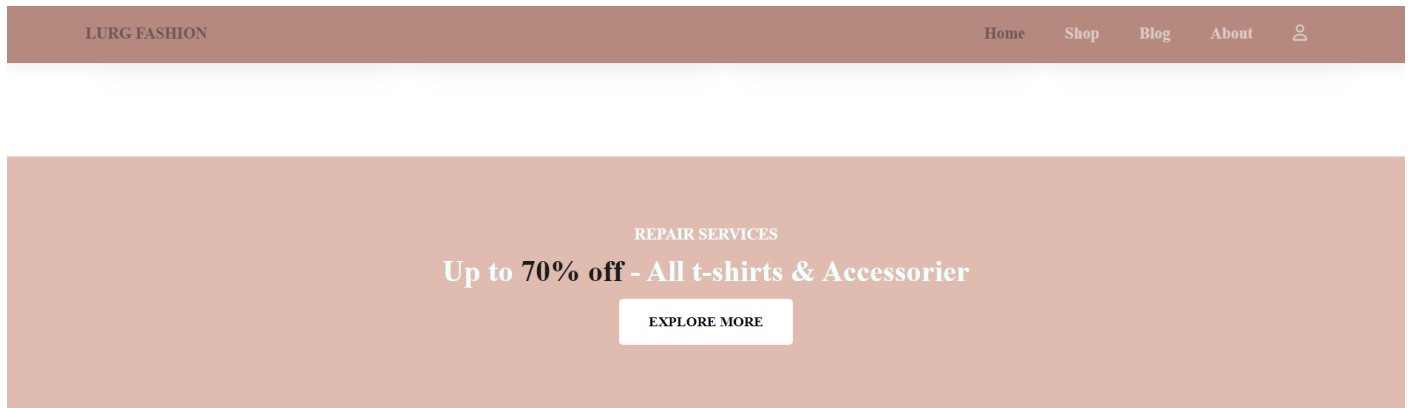 LURG FASHION Home Shop Blog About
REPAIR SERVICES
Up to 70% off - All t-shirts & Accessorier
EXPLORE MORE